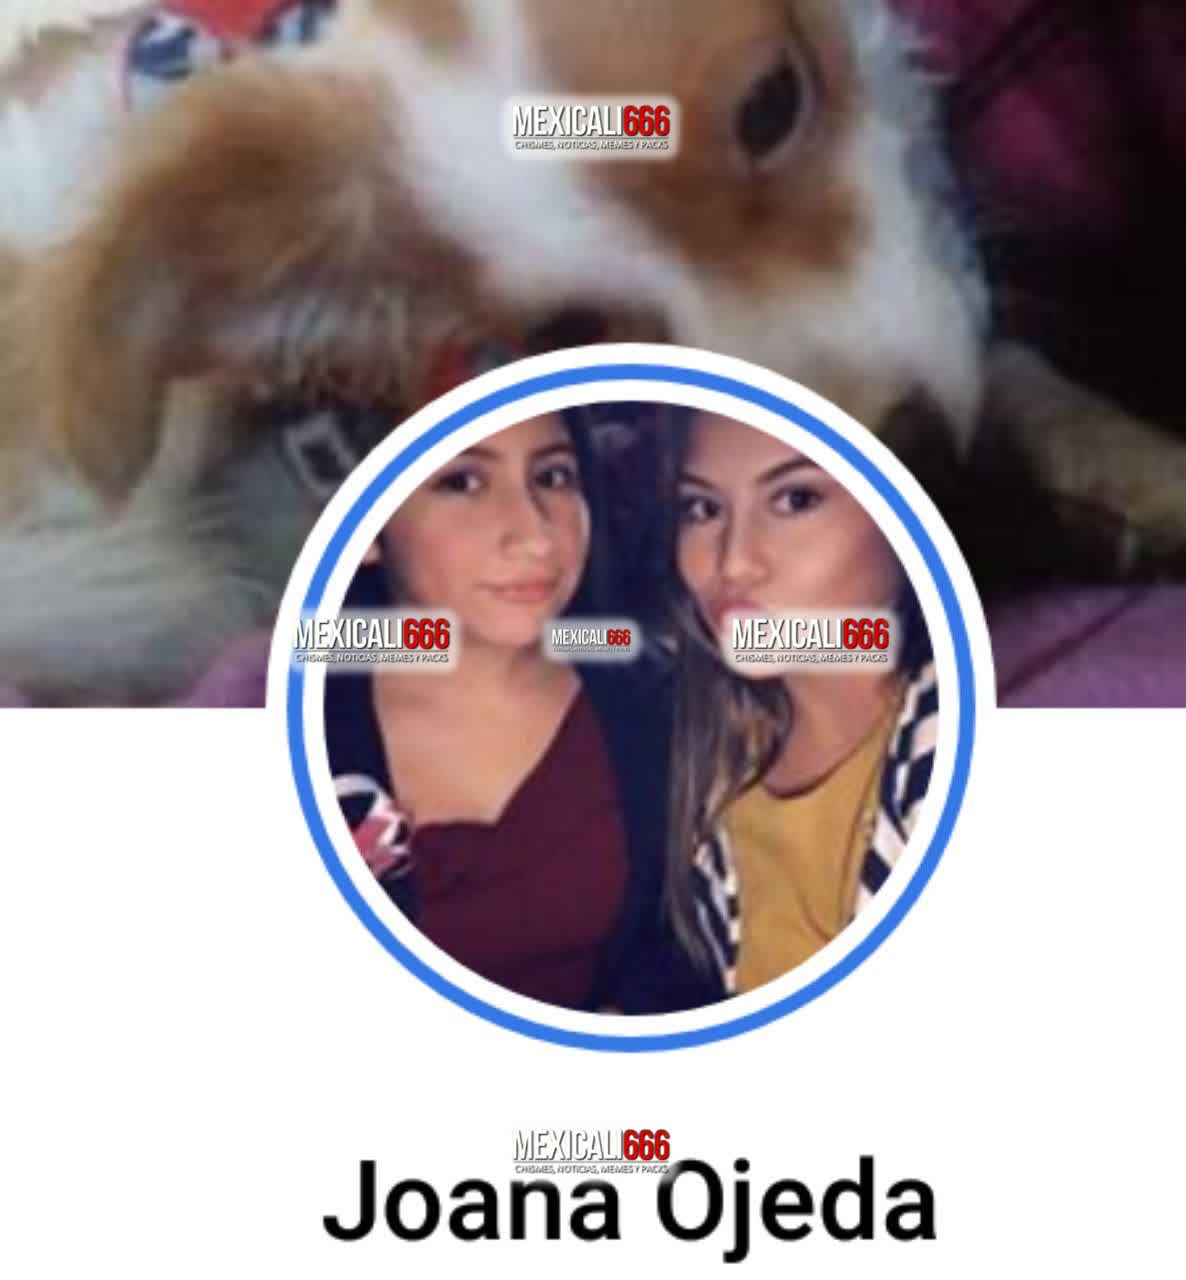 MEXICALI666
CHISMES, NOTICIAS, MEMES Y PACKS
MEXICALI666 MEXICALI666 MEXICALI666
CHISMES, NOTICIAS, MEMES Y PACKS CHISMES, NOTICIAS, MEMES Y PACKS
MEXICALI666
CHISMES, NOTICIAS, MEMES Y PACKS
Joana Ojeda